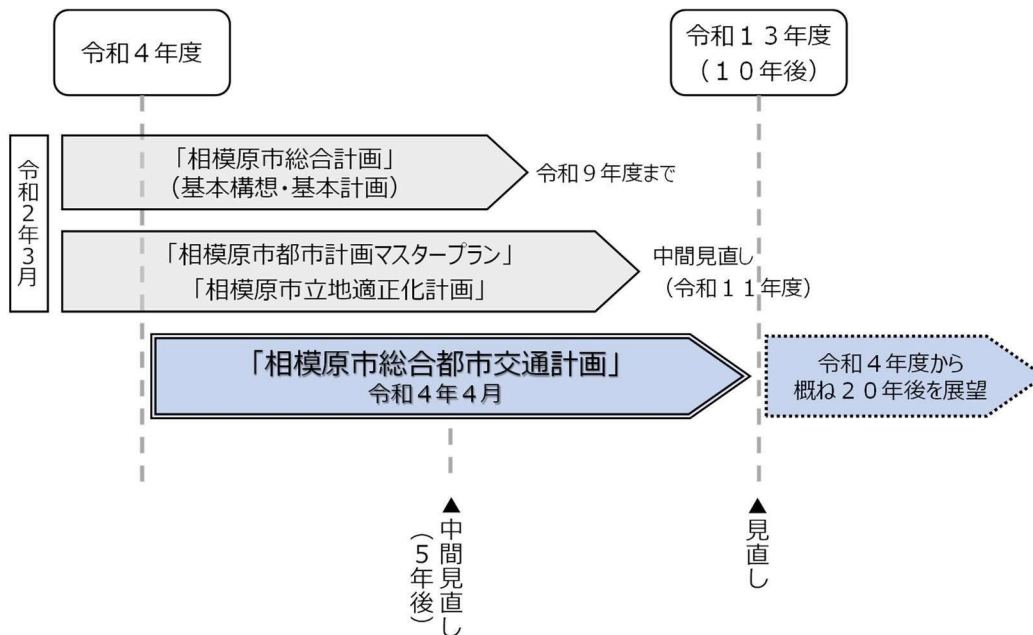 令和４年度
令和１３年度
（１０年後）
令和２年３月
「相模原市総合計画」
（基本構想・基本計画）
令和９年度まで
「相模原市都市計画マスタープラン」
「相模原市立地適正化計画」
中間見直し
（令和１１年度）
「相模原市総合都市交通計画」
令和４年４月
令和４年度から
概ね２０年後を展望
▲中間見直し
（５年後）
▲見直し